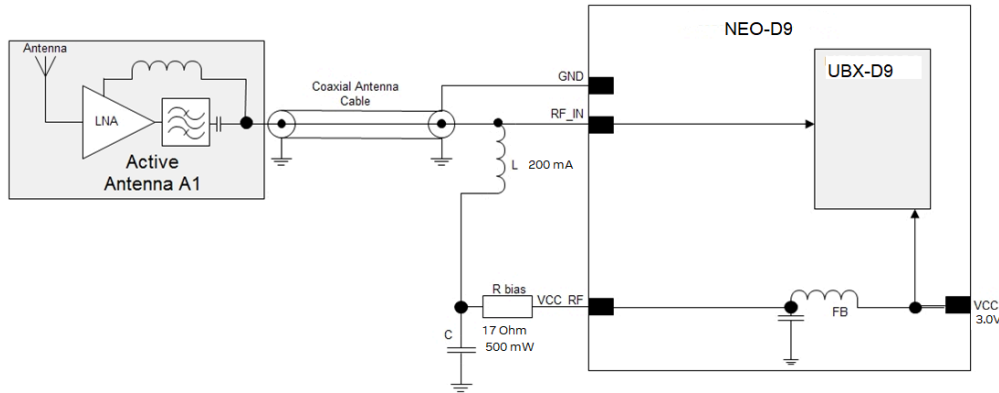 NEO-D9
Antenna
UBX-D9
GND
Coaxial Antenna
Cable
RF_IN
LNA
Active
Antenna A1
L 200 mA
R bias
VCC_RF
VCC
3.0V
FB
17 Ohm
C
500 mW